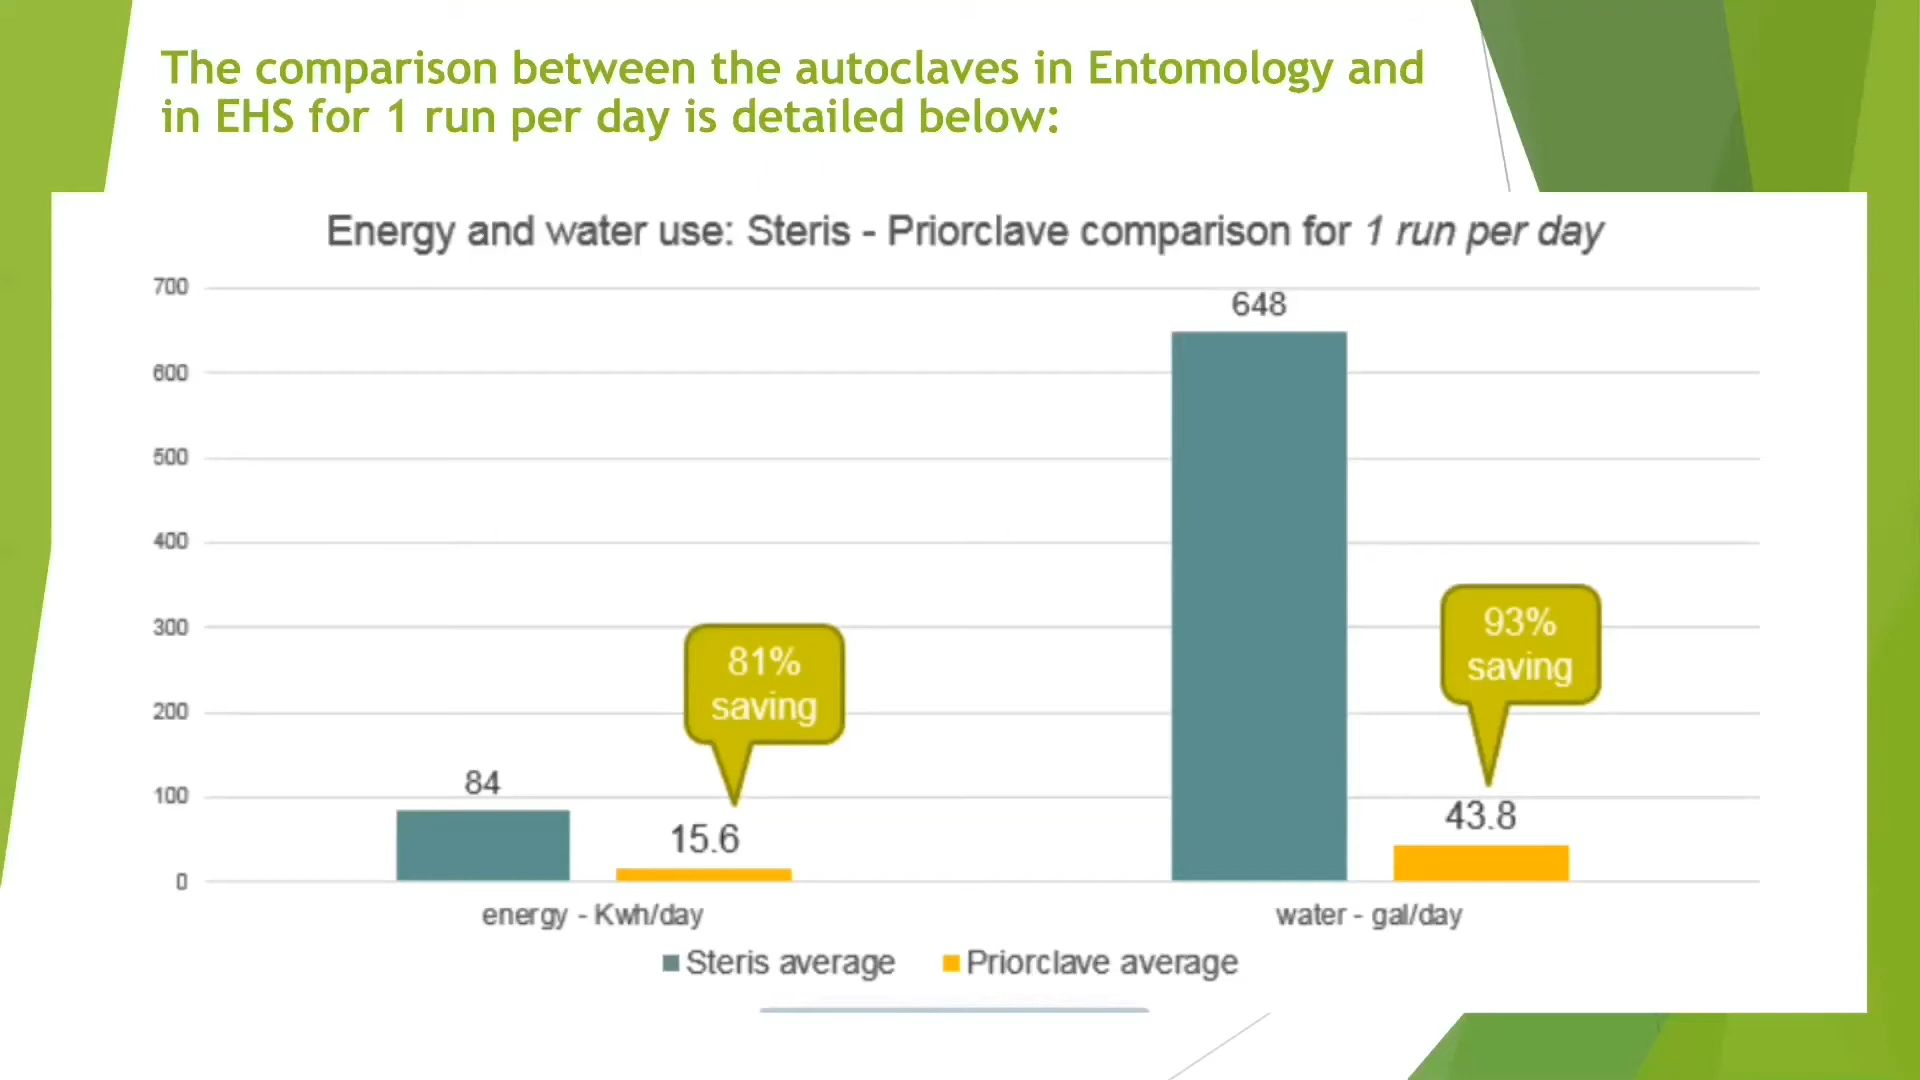 The comparison between the autoclaves in Entomology and
in EHS for 1 run per day is detailed below:
Energy and water use: Steris - Priorclave comparison for 1 run per day
700
600
500
400
300
200
100
0
648
93%
saving
81%
saving
84
15.6
43.8
energy - Kwh/day
water - gal/day
Steris average
Priorclave average